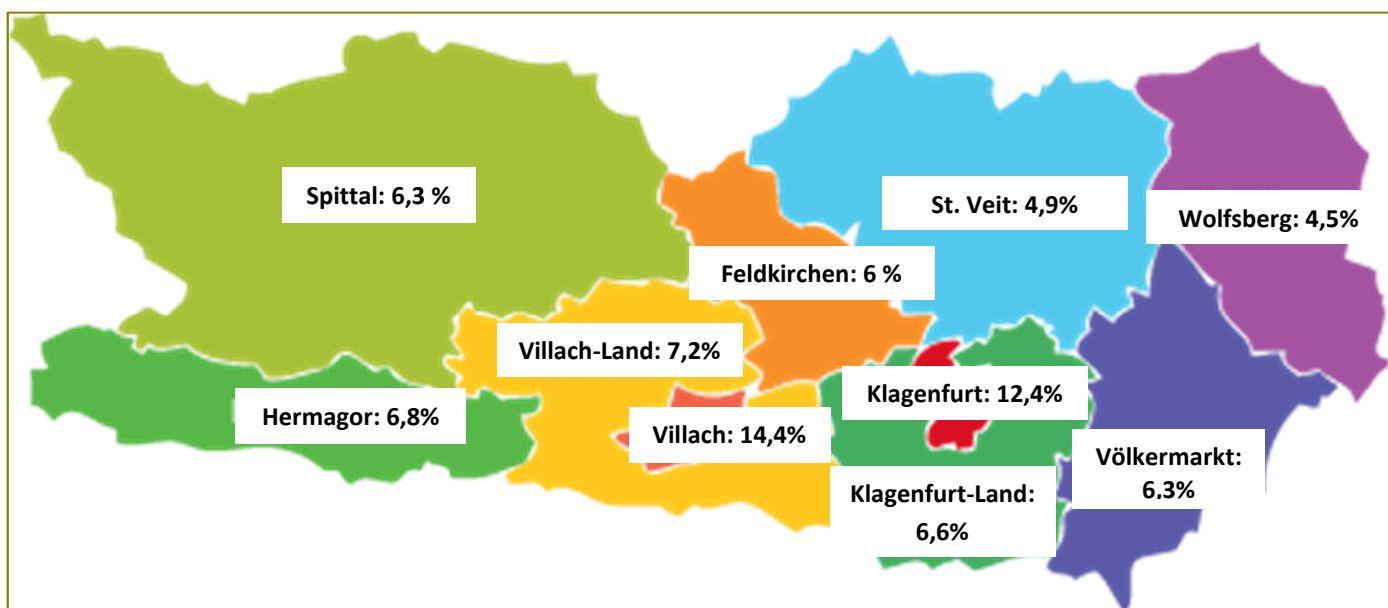 Spittal: 6,3 %
St. Veit: 4,9%
Wolfsberg: 4,5%
Feldkirchen: 6 %
Villach-Land: 7,2%
Klagenfurt: 12,4%
Hermagor: 6,8%
Villach: 14,4%
Völkermarkt:
6.3%
Klagenfurt-Land:
6,6%